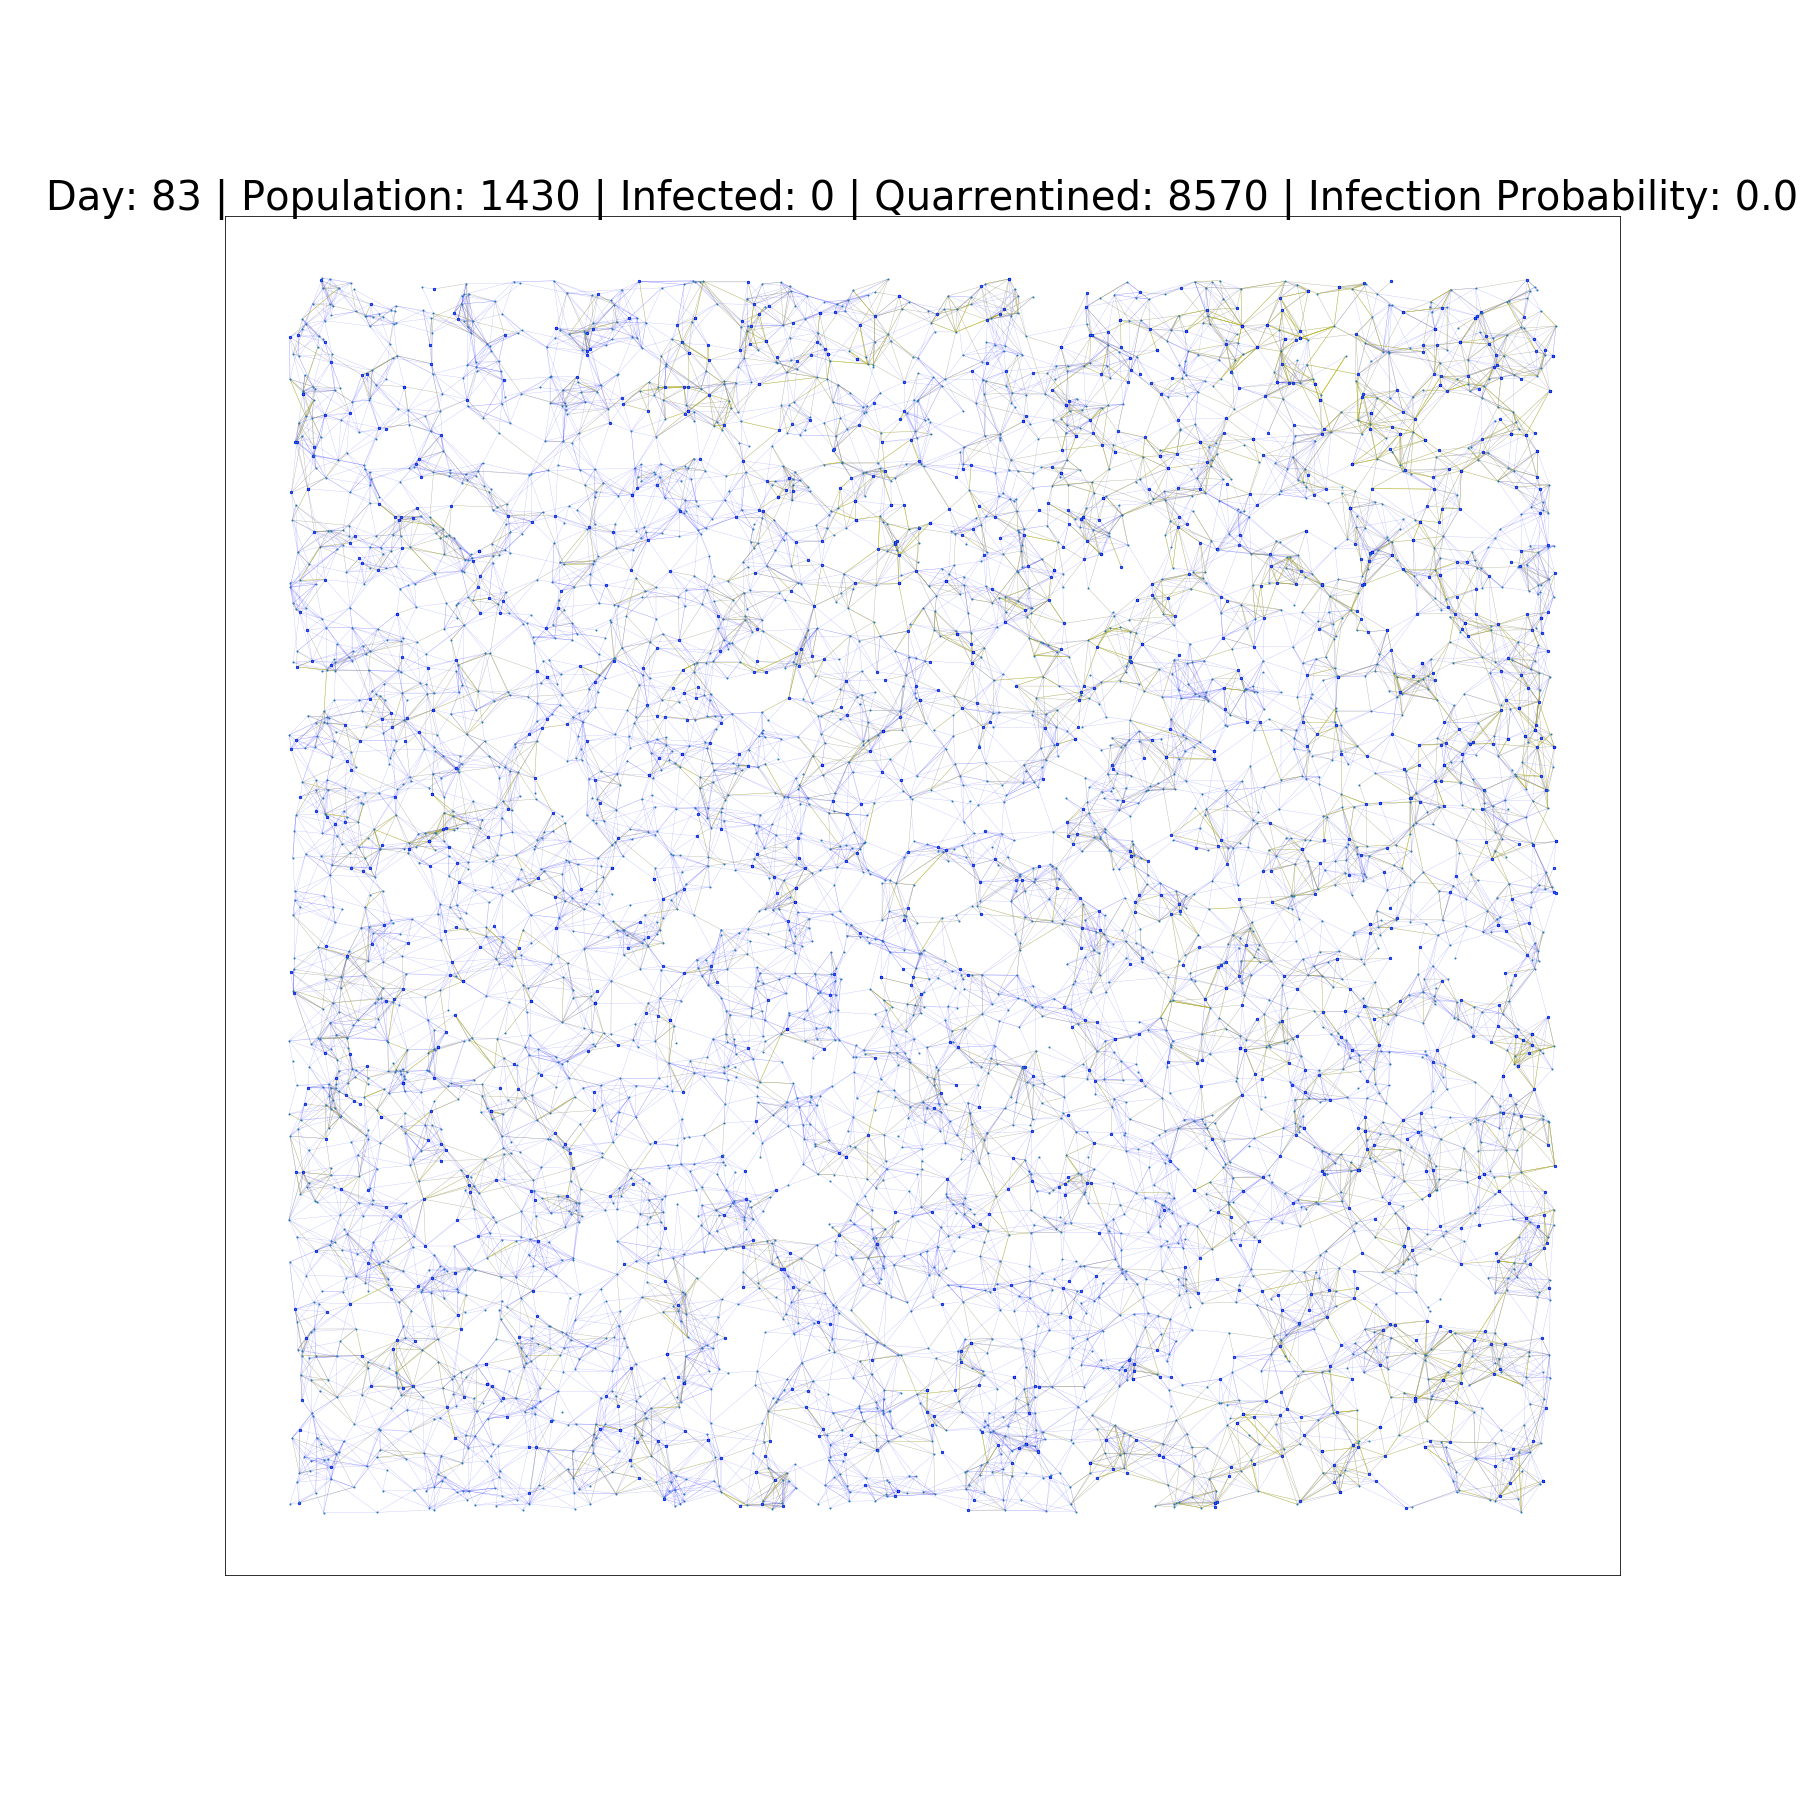 Day: 83 | Population: 1430 | Infected: 0 | Quarrentined: 8570 | Infection Probability: 0.0